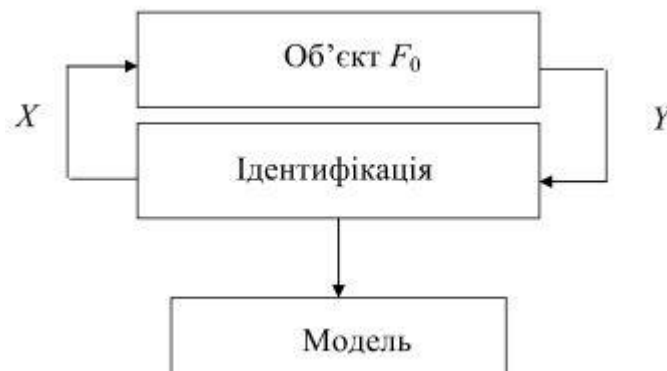 Об’єкт F₀
X
Y
Ідентифікація
Модель